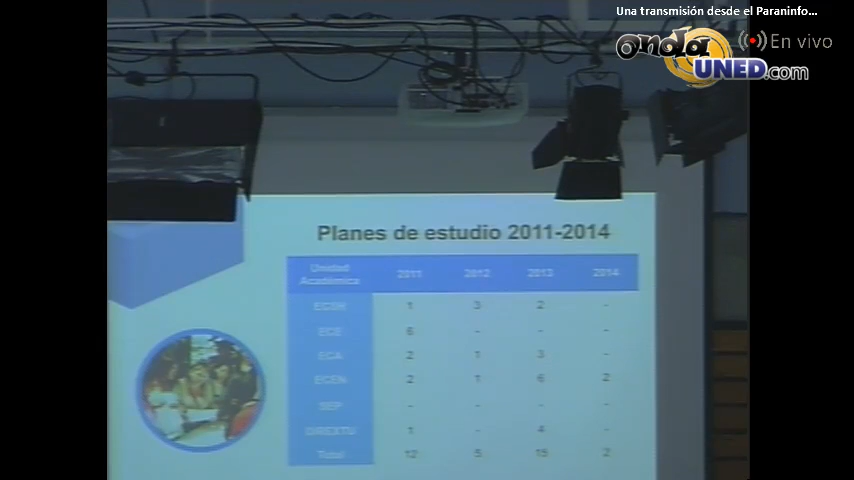 Una transmisión desde el Paraninfo...
onda
UNED.com
En vivo
Planes de estudio 2011-2014
Unidad Académica 2011 2012 2013 2014
ECSH 1 3 2 -
ECE 6 - - -
ECA 2 1 3 -
ECEN 2 1 6 2
SEP - - - -
DIREXTU 1 - 4 -
Total 12 5 15 2